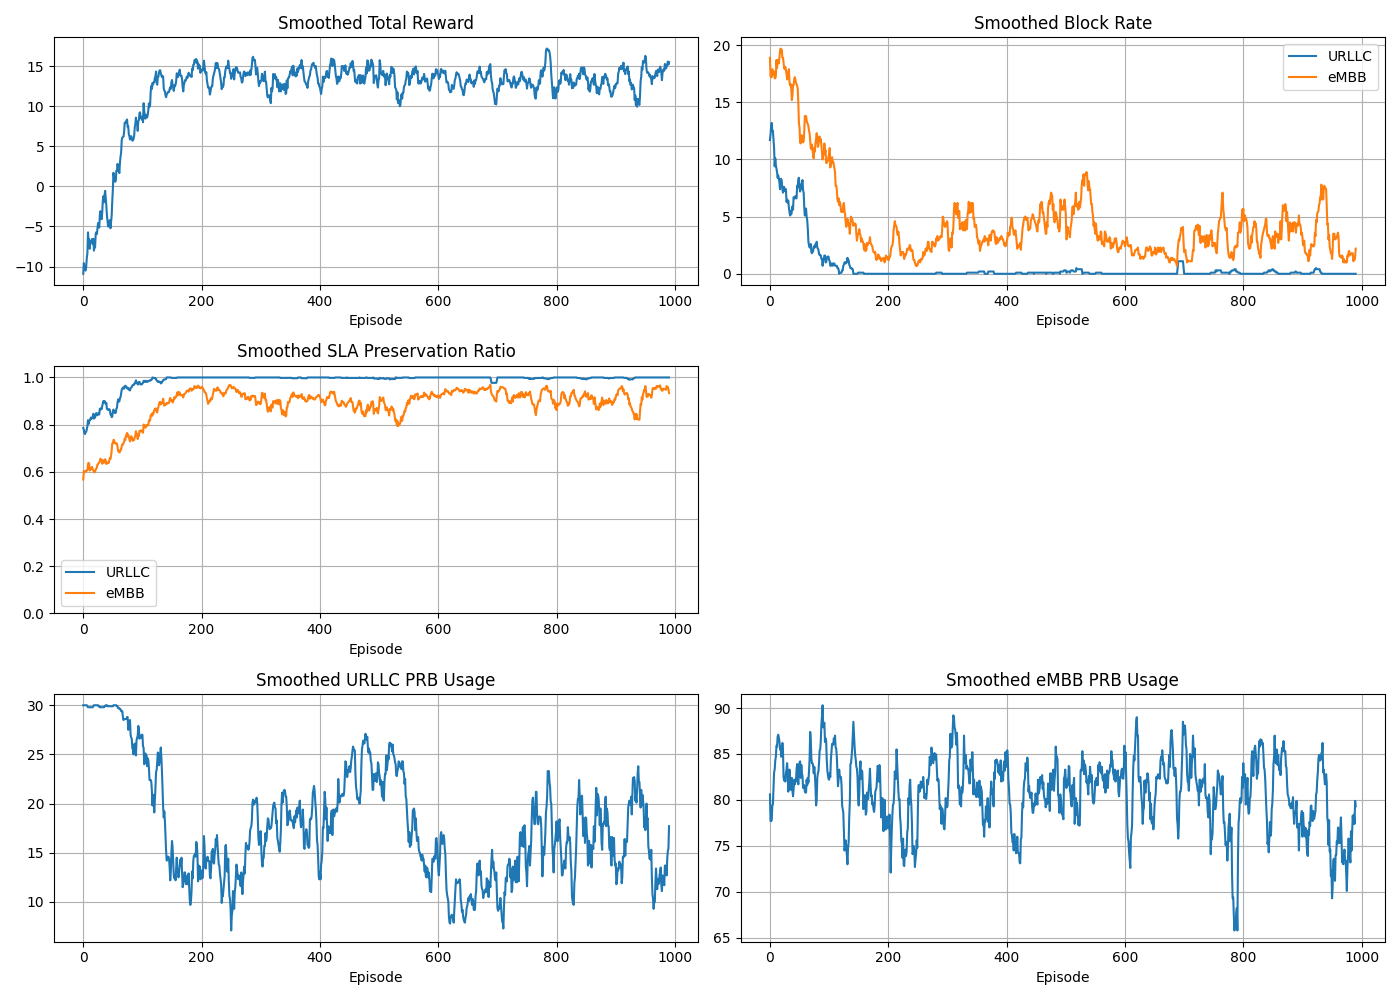 Smoothed Total Reward
15
10
5
0
−5
−10
0 200 400 600 800 1000
Episode
Smoothed Block Rate
URLLC
eMBB
20
15
10
5
0
0 200 400 600 800 1000
Episode
Smoothed SLA Preservation Ratio
1.0
0.8
0.6
0.4
0.2
0.0
URLLC
eMBB
0 200 400 600 800 1000
Episode
Smoothed URLLC PRB Usage
30
25
20
15
10
0 200 400 600 800 1000
Episode
Smoothed eMBB PRB Usage
90
85
80
75
70
65
0 200 400 600 800 1000
Episode